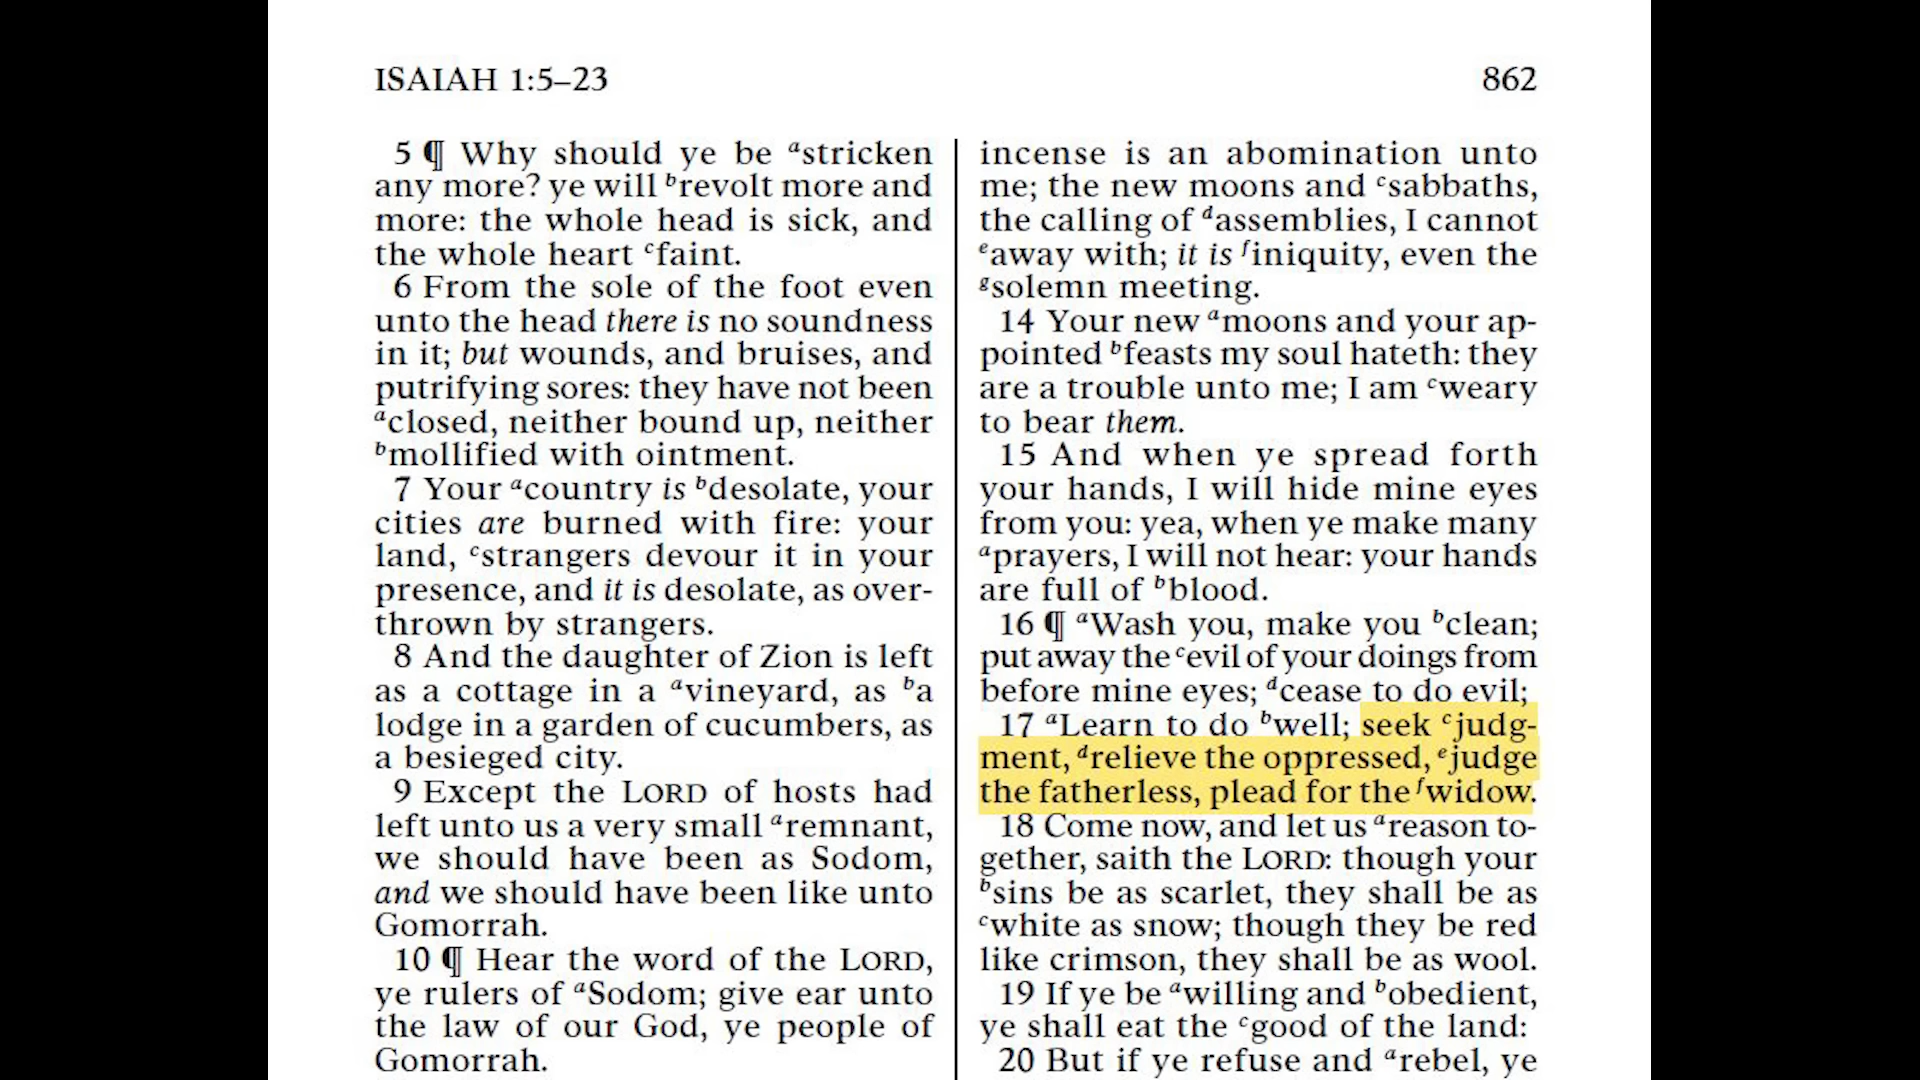 ISAIAH 1:5–23
862
5 ¶ Why should ye be ᵃstricken
any more? ye will ᵇrevolt more and
more: the whole head is sick, and
the whole heart ᶜfaint.
6 From the sole of the foot even
unto the head there is no soundness
in it; but wounds, and bruises, and
putrifying sores: they have not been
ᵃclosed, neither bound up, neither
ᵇmollified with ointment.
7 Your ᵃcountry is ᵇdesolate, your
cities are burned with fire: your
land, ᶜstrangers devour it in your
presence, and it is desolate, as over-
thrown by strangers.
8 And the daughter of Zion is left
as a cottage in a ᵃvineyard, as ᵇa
lodge in a garden of cucumbers, as
a besieged city.
9 Except the LORD of hosts had
left unto us a very small ᵃremnant,
we should have been as Sodom,
and we should have been like unto
Gomorrah.
10 ¶ Hear the word of the LORD,
ye rulers of ᵃSodom; give ear unto
the law of our God, ye people of
Gomorrah.
incense is an abomination unto
me; the new moons and ᶜsabbaths,
the calling of ᵈassemblies, I cannot
ᵉaway with; it is ᶠiniquity, even the
ᵍsolemn meeting.
14 Your new ᵃmoons and your ap-
pointed ᵇfeasts my soul hateth: they
are a trouble unto me; I am ᶜweary
to bear them.
15 And when ye spread forth
your hands, I will hide mine eyes
from you: yea, when ye make many
ᵃprayers, I will not hear: your hands
are full of ᵇblood.
16 ¶ ᵃWash you, make you ᵇclean;
put away the ᶜevil of your doings from
before mine eyes; ᵈcease to do evil;
17 ᵃLearn to do ᵇwell; seek ᶜjudg-
ment, ᵈrelieve the oppressed, ᵉjudge
the fatherless, plead for the ᶠwidow.
18 Come now, and let us ᵃreason to-
gether, saith the LORD: though your
ᵇsins be as scarlet, they shall be as
ᶜwhite as snow; though they be red
like crimson, they shall be as wool.
19 If ye be ᵃwilling and ᵇobedient,
ye shall eat the ᶜgood of the land:
20 But if ye refuse and ᵃrebel, ye